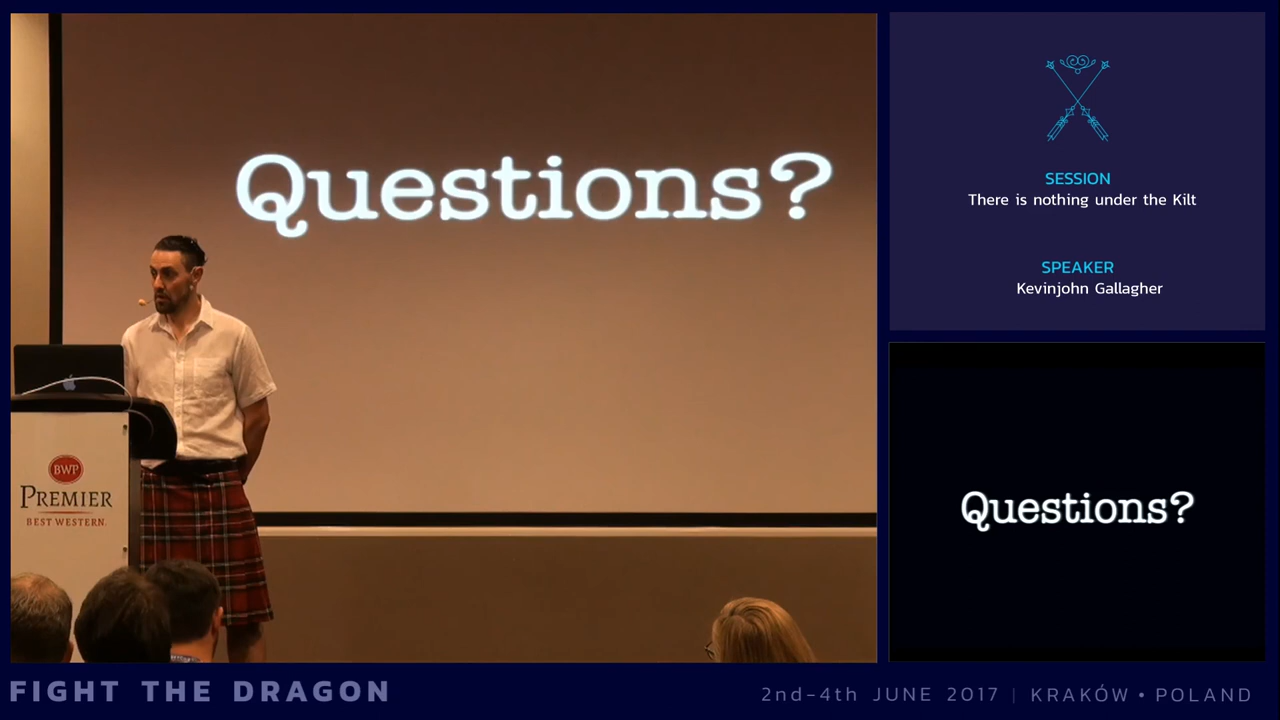 Questions?
BWP
PREMIER
BEST WESTERN.
SESSION
There is nothing under the Kilt
SPEAKER
Kevinjohn Gallagher
Questions?
FIGHT THE DRAGON
2nd-4th JUNE 2017 | KRAKÓW • POLAND